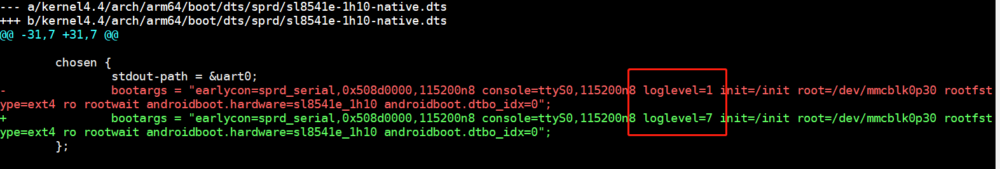 --- a/kernel4.4/arch/arm64/boot/dts/sprd/sl8541e-1h10-native.dts
+++ b/kernel4.4/arch/arm64/boot/dts/sprd/sl8541e-1h10-native.dts
@@ -31,7 +31,7 @@
        chosen {
                stdout-path = &uart0;
-               bootargs = "earlycon=sprd_serial,0x508d0000,115200n8 console=ttyS0,115200n8 loglevel=1 init=/init root=/dev/mmcblk0p30 rootfst
ype=ext4 ro rootwait androidboot.hardware=sl8541e_1h10 androidboot.dtbo_idx=0";
+               bootargs = "earlycon=sprd_serial,0x508d0000,115200n8 console=ttyS0,115200n8 loglevel=7 init=/init root=/dev/mmcblk0p30 rootfst
ype=ext4 ro rootwait androidboot.hardware=sl8541e_1h10 androidboot.dtbo_idx=0";
        };